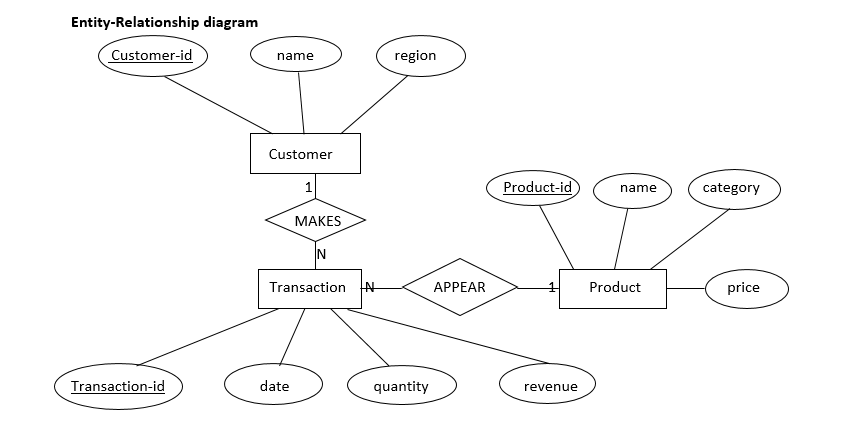 Entity-Relationship diagram
Customer-id name region
Customer
1
MAKES
N
Product-id name category
Transaction N APPEAR 1 Product price
Transaction-id date quantity revenue